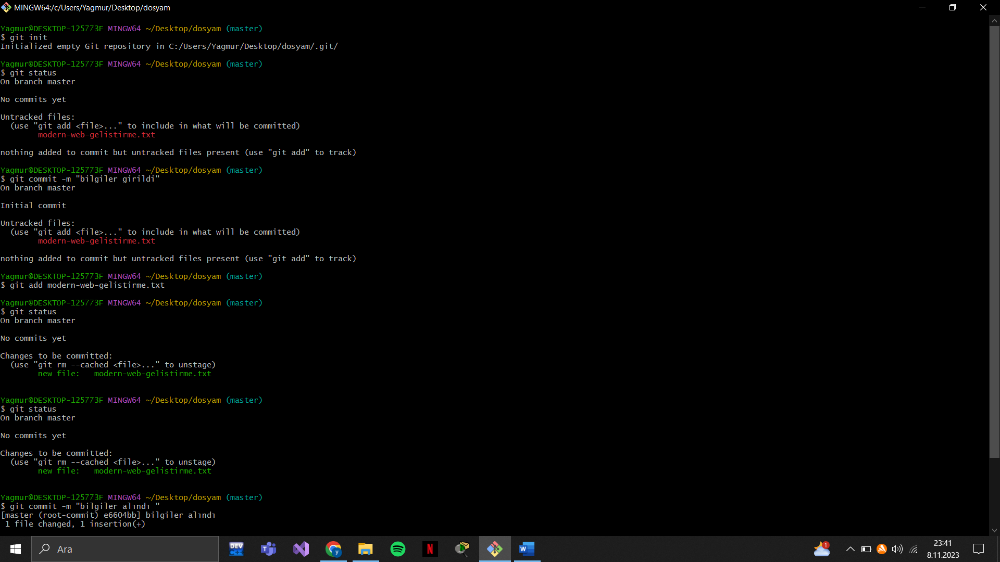 MINGW64:/c/Users/Yagmur/Desktop/dosyam
Yagmur@DESKTOP-125773F MINGW64 ~/Desktop/dosyam (master)
$ git init
Initialized empty Git repository in C:/Users/Yagmur/Desktop/dosyam/.git/
Yagmur@DESKTOP-125773F MINGW64 ~/Desktop/dosyam (master)
$ git status
On branch master
No commits yet
Untracked files:
(use "git add <file>..." to include in what will be committed)
modern-web-gelistirme.txt
nothing added to commit but untracked files present (use "git add" to track)
Yagmur@DESKTOP-125773F MINGW64 ~/Desktop/dosyam (master)
$ git commit -m "bilgiler girildi"
On branch master
Initial commit
Untracked files:
(use "git add <file>..." to include in what will be committed)
modern-web-gelistirme.txt
nothing added to commit but untracked files present (use "git add" to track)
Yagmur@DESKTOP-125773F MINGW64 ~/Desktop/dosyam (master)
$ git add modern-web-gelistirme.txt
Yagmur@DESKTOP-125773F MINGW64 ~/Desktop/dosyam (master)
$ git status
On branch master
No commits yet
Changes to be committed:
(use "git rm --cached <file>..." to unstage)
new file:   modern-web-gelistirme.txt
Yagmur@DESKTOP-125773F MINGW64 ~/Desktop/dosyam (master)
$ git status
On branch master
No commits yet
Changes to be committed:
(use "git rm --cached <file>..." to unstage)
new file:   modern-web-gelistirme.txt
Yagmur@DESKTOP-125773F MINGW64 ~/Desktop/dosyam (master)
$ git commit -m "bilgiler alındı "
[master (root-commit) e6604bb] bilgiler alındı
1 file changed, 1 insertion(+)
Ara
DEV
C++
T
y
N
W
1
23:41
8.11.2023